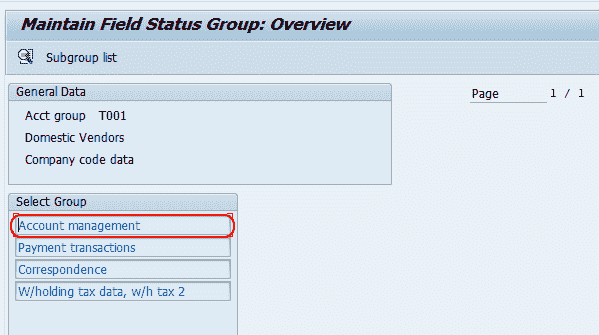 Maintain Field Status Group: Overview
Subgroup list
General Data
Page 1 / 1
Acct group T001
Domestic Vendors
Company code data
Select Group
Account management
Payment transactions
Correspondence
W/holding tax data, w/h tax 2